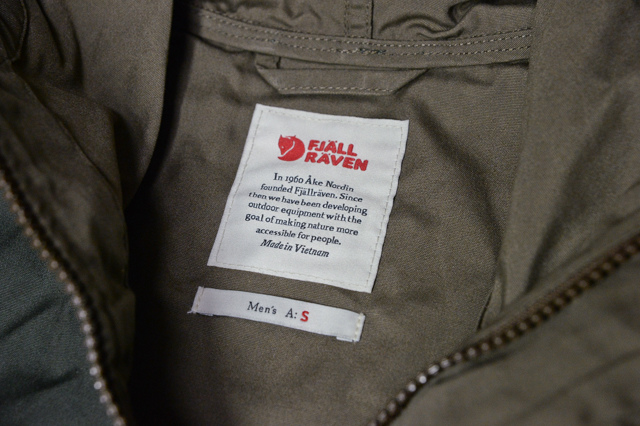 FJÄLL
RÄVEN
In 1960 Åke Nordin
founded Fjällräven. Since
then we have been developing
outdoor equipment with the
goal of making nature more
accessible for people.
Made in Vietnam
Men's A: S